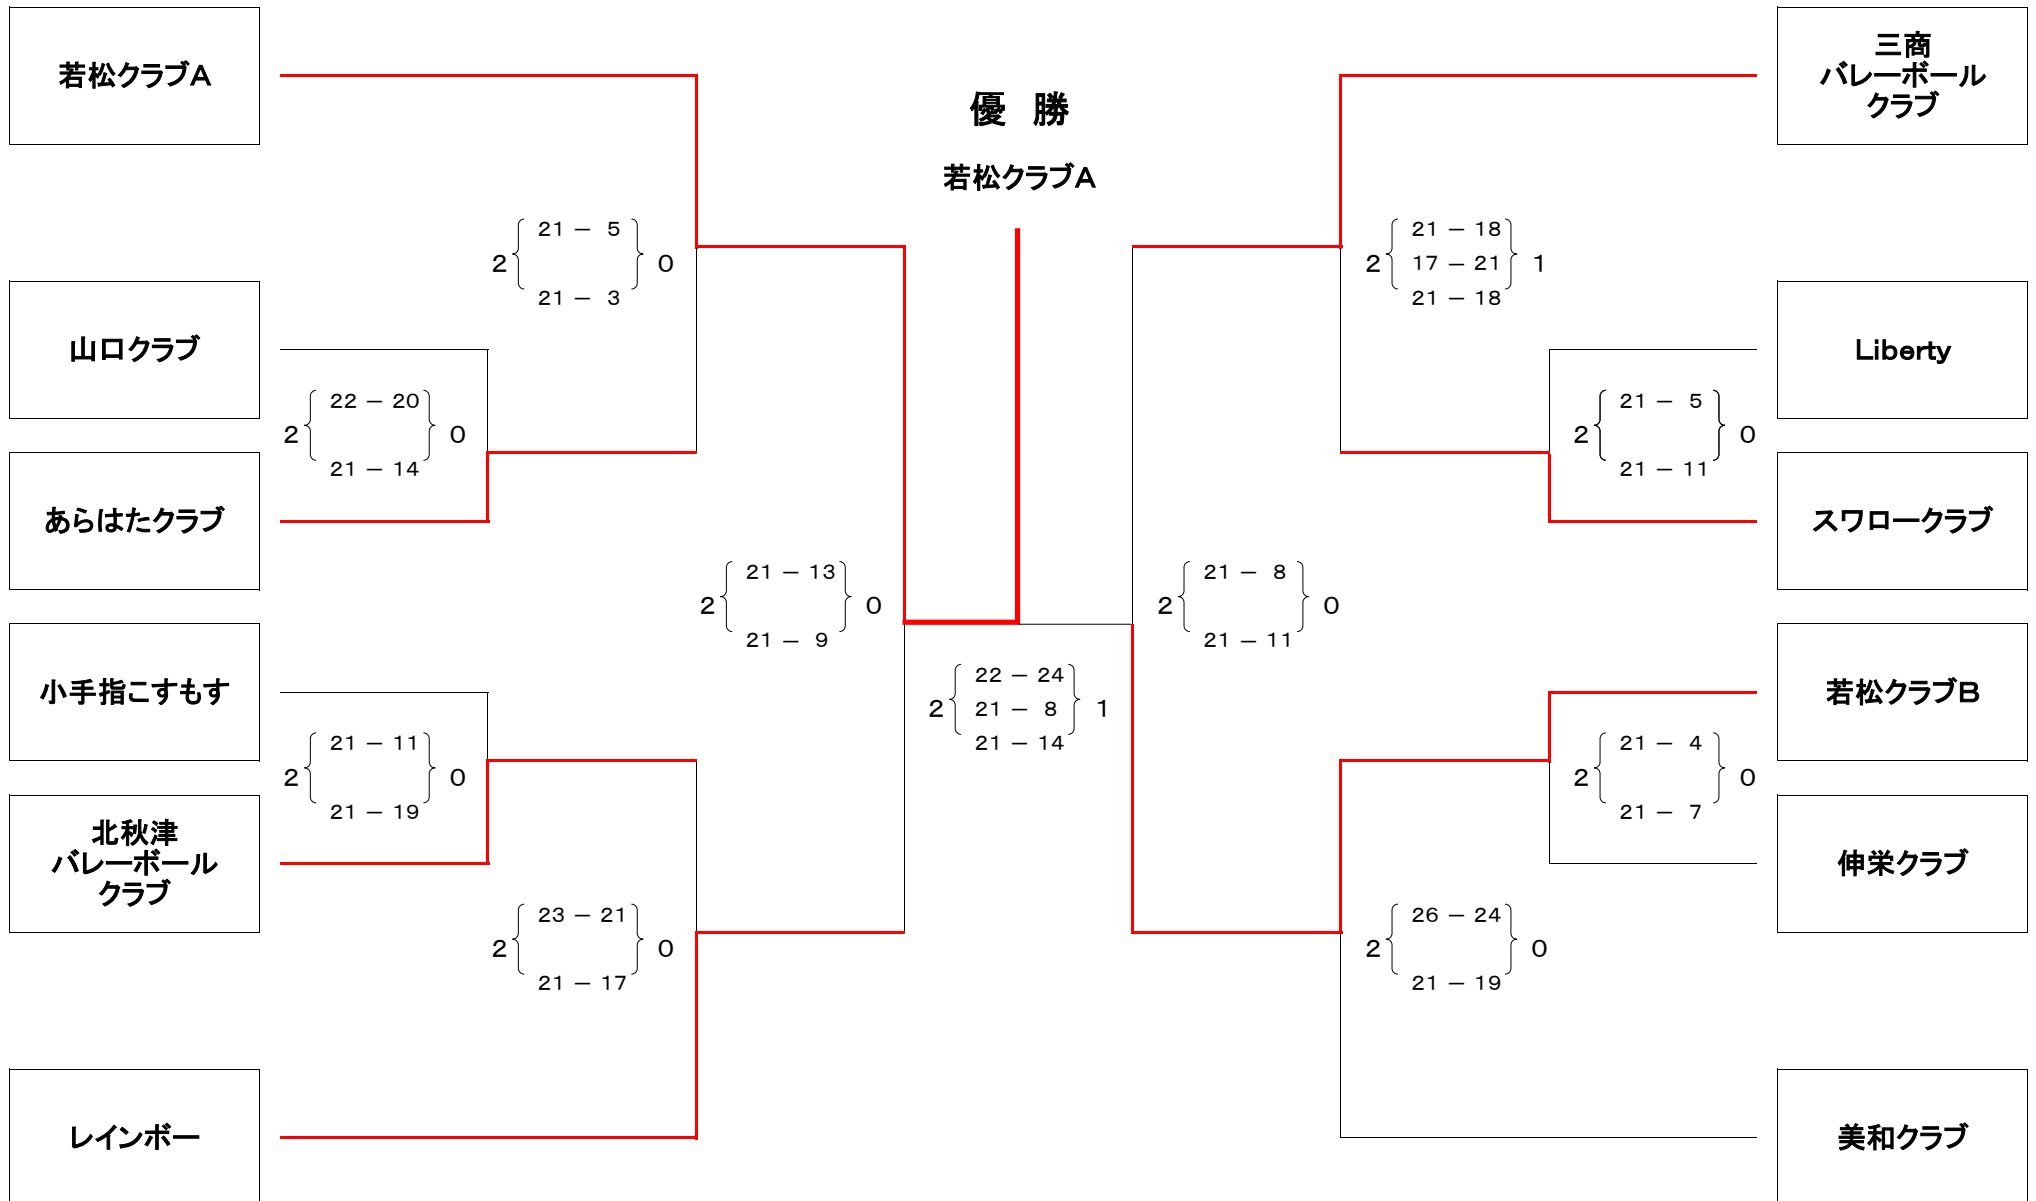 若松クラブA
三商
バレーボール
クラブ
優 勝
若松クラブA
21 － 5
2 0
21 － 3
21 － 18
2 17 － 21 1
21 － 18
山口クラブ
Liberty
22 － 20
2 0
21 － 14
21 － 5
2 0
21 － 11
あらはたクラブ
スワロークラブ
21 － 13
2 0
21 － 9
21 － 8
2 0
21 － 11
小手指こすもす
若松クラブB
22 － 24
2 21 － 8 1
21 － 14
21 － 11
2 0
21 － 19
21 － 4
2 0
21 － 7
北秋津
バレーボール
クラブ
伸栄クラブ
23 － 21
2 0
21 － 17
26 － 24
2 0
21 － 19
レインボー
美和クラブ